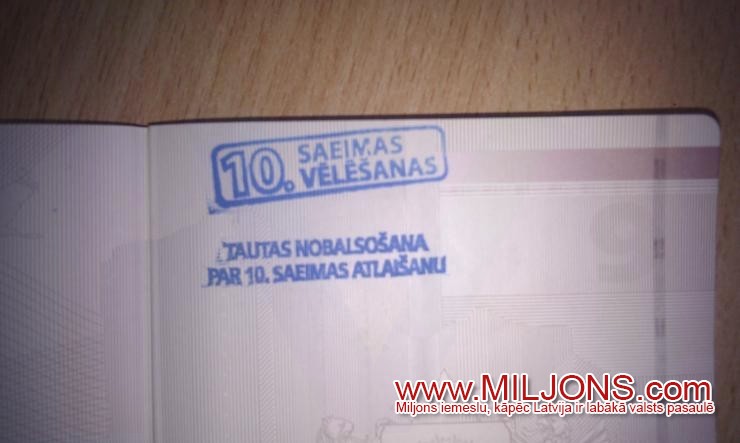 10. SAEIMAS
VĒLĒŠANAS
TAUTAS NOBALSOŠANA
PAR 10. SAEIMAS ATLAIŠANU
9
www.MILJONS.com
Miljons iemeslu, kāpēc Latvija ir labākā valsts pasaulē